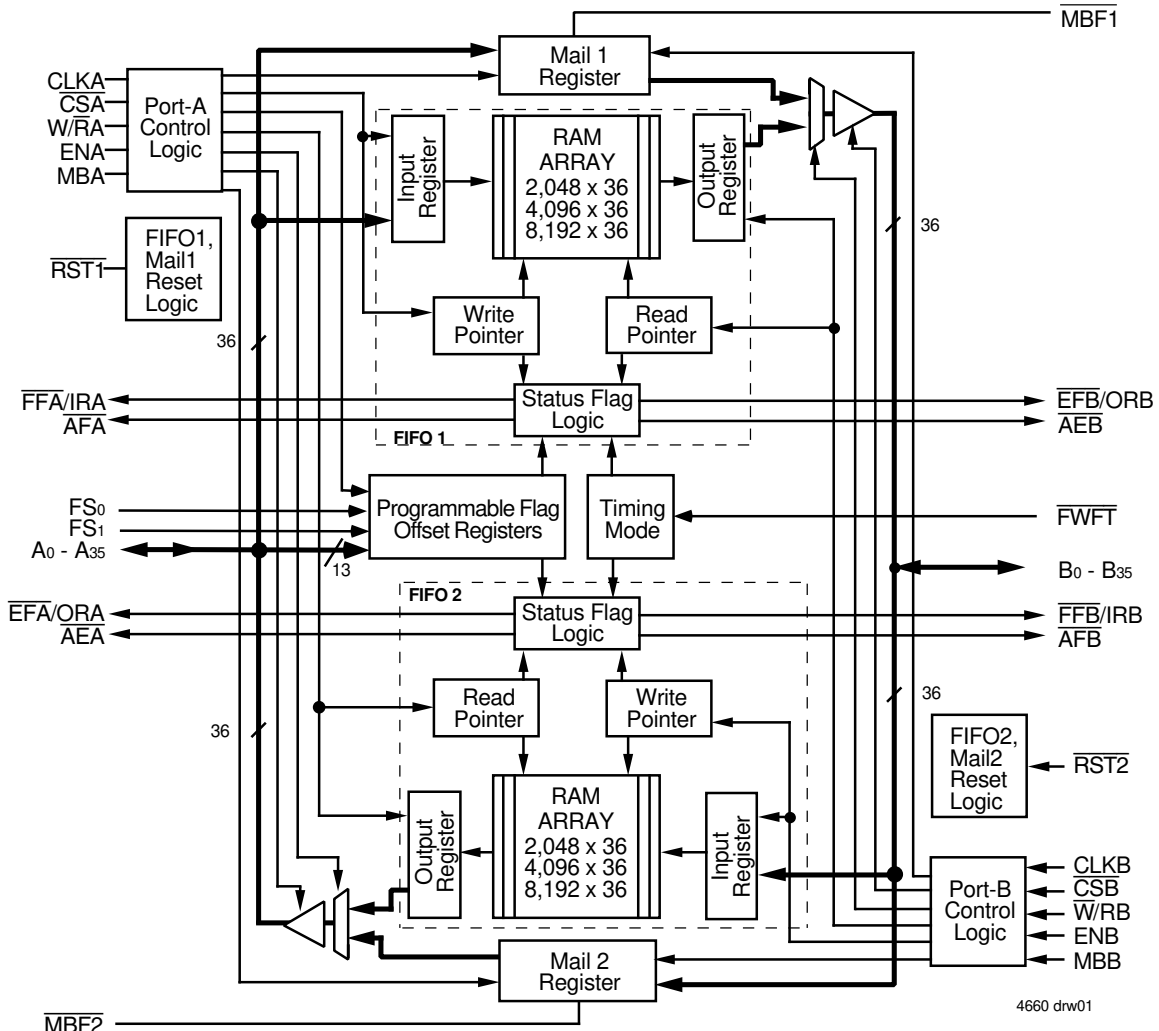 MBF1
Mail 1
Register
CLKA
CSA
W/RA
ENA
MBA
Port-A
Control
Logic
Input
Register
RAM
ARRAY
2,048 x 36
4,096 x 36
8,192 x 36
Output
Register
36
RST1
FIFO1,
Mail1
Reset
Logic
36
Write
Pointer
Read
Pointer
FFA/IRA
AFA
Status Flag
Logic
EFB/ORB
AEB
FIFO 1
FS0
FS1
A0 - A35
Programmable Flag
Offset Registers
13
Timing
Mode
FWFT
B0 - B35
FIFO 2
EFA/ORA
AEA
Status Flag
Logic
FFB/IRB
AFB
36
Read
Pointer
Write
Pointer
36
FIFO2,
Mail2
Reset
Logic
RST2
Output
Register
RAM
ARRAY
2,048 x 36
4,096 x 36
8,192 x 36
Input
Register
Port-B
Control
Logic
CLKB
CSB
W/RB
ENB
MBB
Mail 2
Register
MBF2
4660 drw01